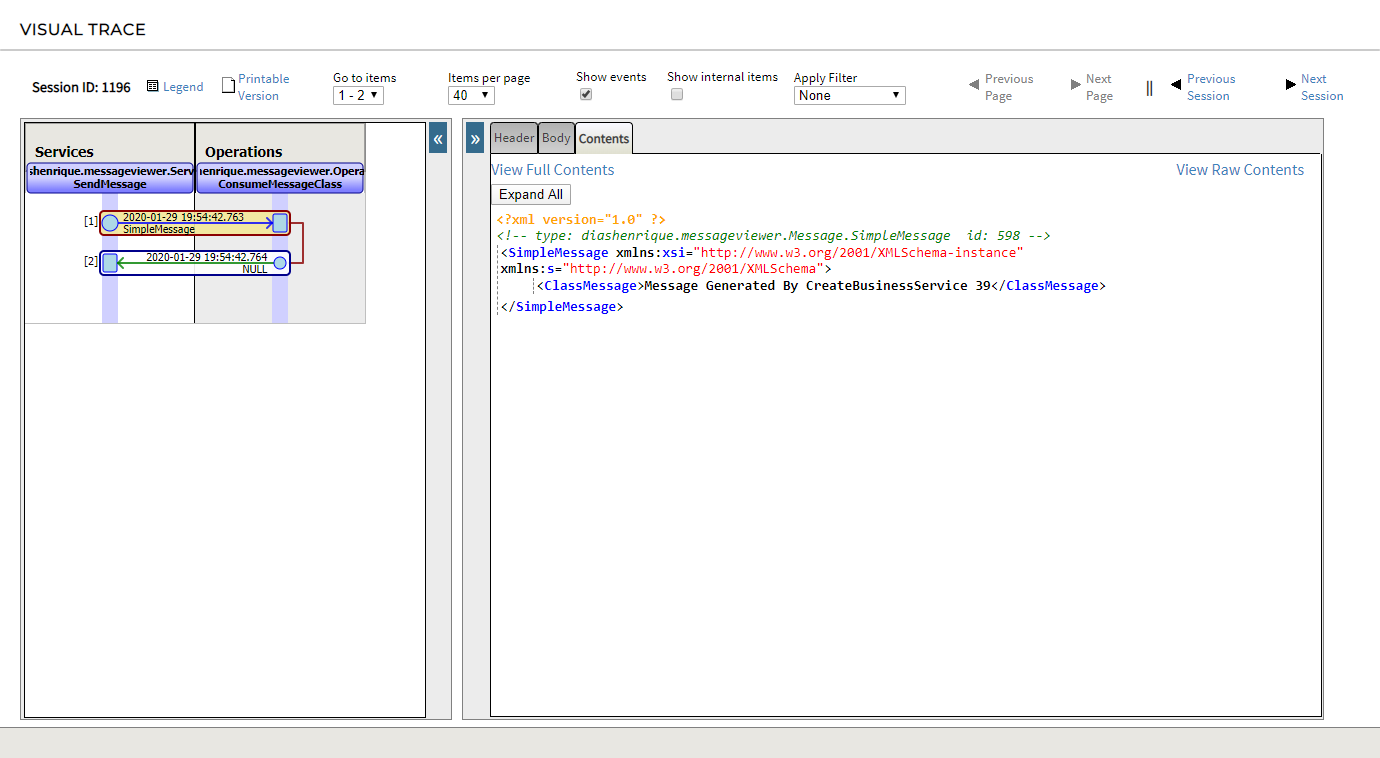 VISUAL TRACE
Session ID: 1196
Legend
Printable
Version
Go to items
1 - 2
Items per page
40
Show events
Show internal items
Apply Filter
None
Previous
Page
Next
Page
||
Previous
Session
Next
Session
Services
Operations
shenrique.messageviewer.Serv
SendMessage
henrique.messageviewer.Opera
ConsumeMessageClass
[1]
2020-01-29 19:54:42.763
SimpleMessage
[2]
2020-01-29 19:54:42.764
NULL
«
»
Header
Body
Contents
View Full Contents
View Raw Contents
Expand All
<?xml version="1.0" ?>
<!-- type: diashenrique.messageviewer.Message.SimpleMessage  id: 598 -->
<SimpleMessage xmlns:xsi="http://www.w3.org/2001/XMLSchema-instance"
xmlns:s="http://www.w3.org/2001/XMLSchema">
<ClassMessage>Message Generated By CreateBusinessService 39</ClassMessage>
</SimpleMessage>